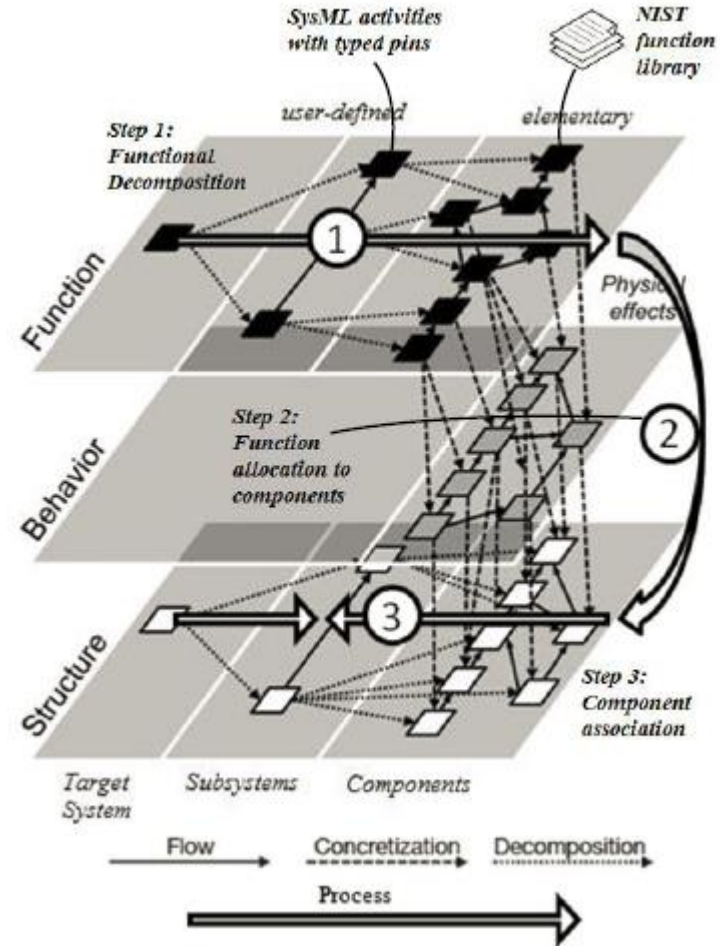 SysML activities
with typed pins
NIST
function
library
user-defined
elementary
Step 1:
Functional
Decomposition
1
Function
Physical
effects
Step 2:
Function
allocation to
components
2
Behavior
3
Structure
Step 3:
Component
association
Target
System
Subsystems
Components
Flow
Concretization
Decomposition
Process